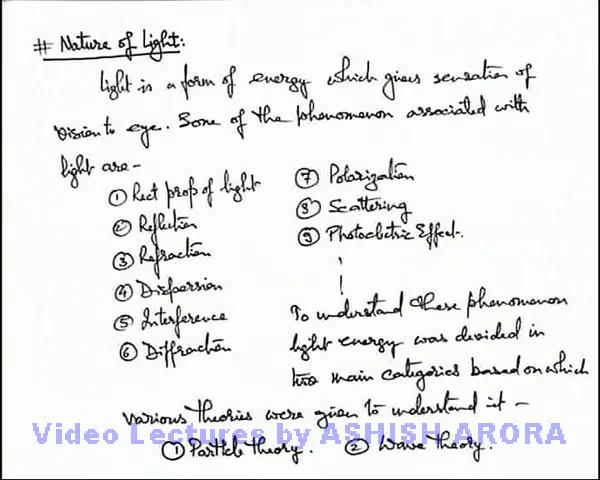 # Nature of Light:
Light is a form of energy which gives sensation of
vision to eye. Some of the phenomenon associated with
light are -
① Rect prop of light
② Reflection
③ Refraction
④ Dispersion
⑤ Interference
⑥ Diffraction
⑦ Polarization
⑧ Scattering
⑨ Photoelectric Effect.
To understand these phenomenon
light energy was devided in
two main categories based on which
various theories were given to understand it -
① Particle Theory. ② Wave Theory.
Video Lectures by ASHISH ARORA